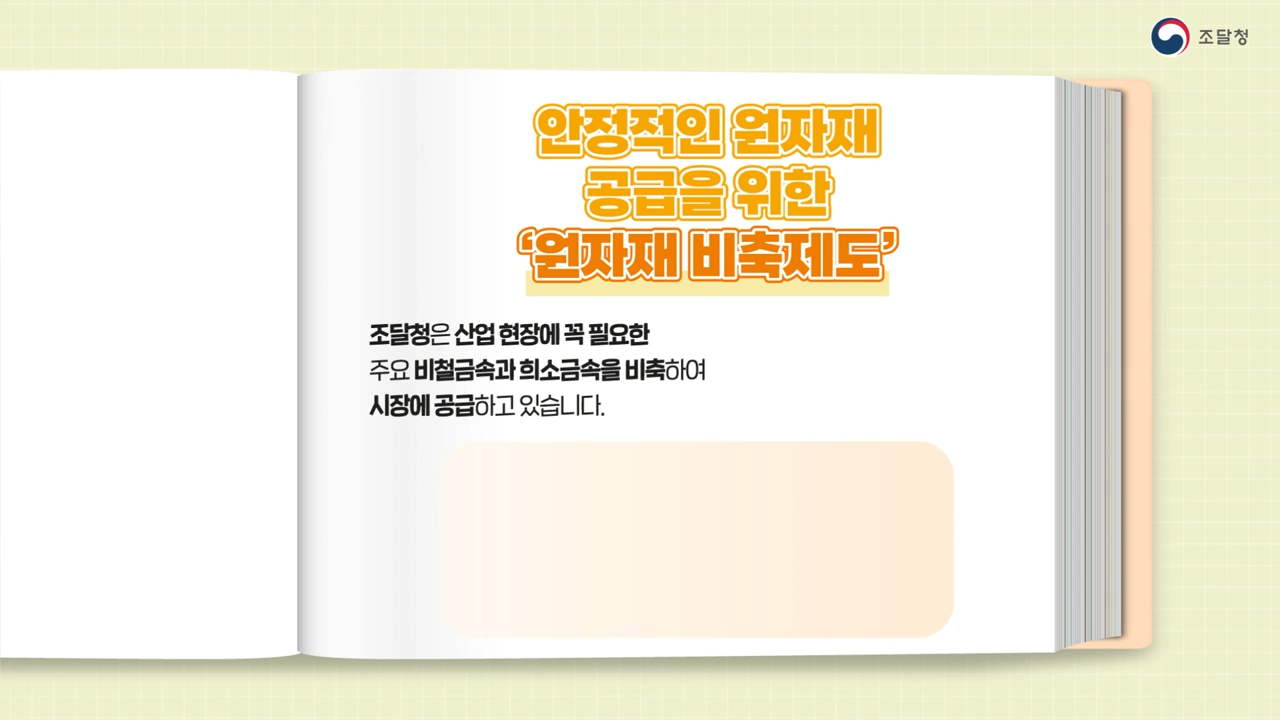 조달청
안정적인 원자재
공급을 위한
‘원자재 비축제도’
조달청은 산업 현장에 꼭 필요한
주요 비철금속과 희소금속을 비축하여
시장에 공급하고 있습니다.